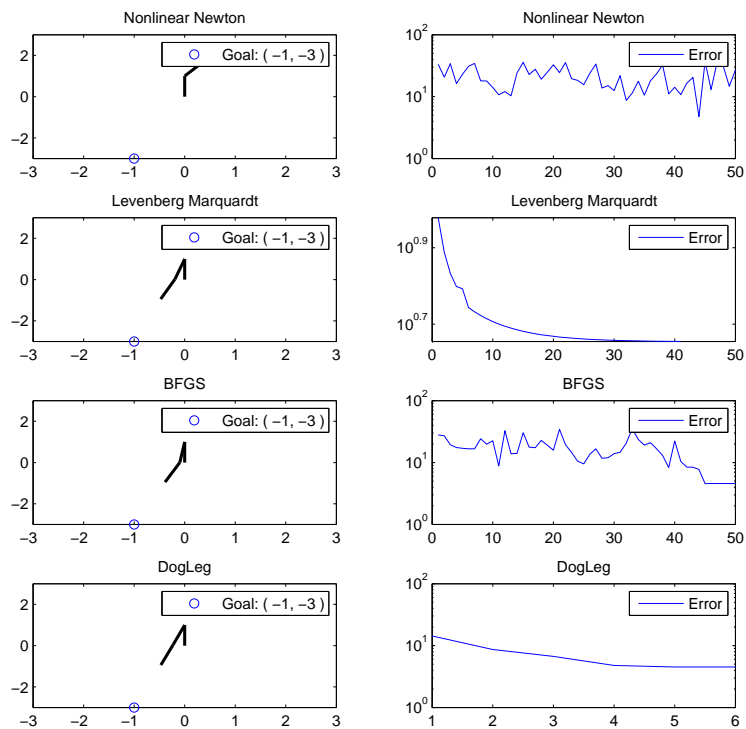 Nonlinear Newton
2
0
−2
−3 −2 −1 0 1 2 3
Goal: ( −1, −3 )
Nonlinear Newton
10^2
10^1
10^0
0 10 20 30 40 50
Error
Levenberg Marquardt
2
0
−2
−3 −2 −1 0 1 2 3
Goal: ( −1, −3 )
Levenberg Marquardt
10^0.9
10^0.7
0 10 20 30 40 50
Error
BFGS
2
0
−2
−3 −2 −1 0 1 2 3
Goal: ( −1, −3 )
BFGS
10^2
10^1
10^0
0 10 20 30 40 50
Error
DogLeg
2
0
−2
−3 −2 −1 0 1 2 3
Goal: ( −1, −3 )
DogLeg
10^2
10^1
10^0
1 2 3 4 5 6
Error